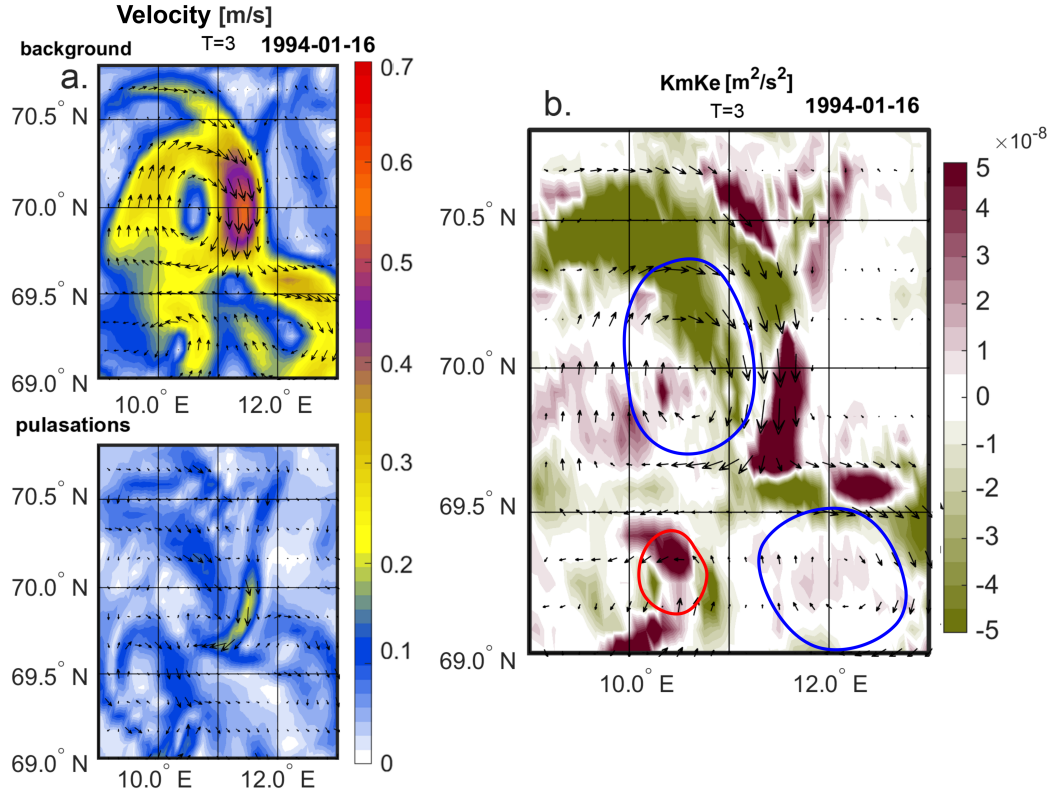 Velocity [m/s]
background T=3 1994-01-16
a.
70.5° N
70.0° N
69.5° N
69.0° N
10.0° E 12.0° E
pulasations
70.5° N
70.0° N
69.5° N
69.0° N
10.0° E 12.0° E
0.7
0.6
0.5
0.4
0.3
0.2
0.1
0
b.
KmKe [m²/s²]
T=3 1994-01-16
70.5° N
70.0° N
69.5° N
69.0° N
10.0° E 12.0° E
×10⁻⁸
5
4
3
2
1
0
-1
-2
-3
-4
-5